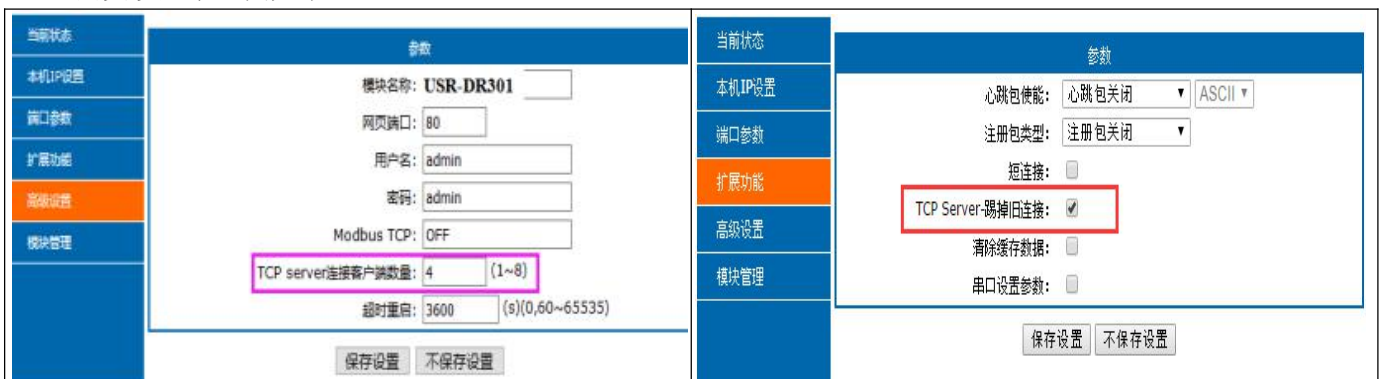 当前状态
本机IP设置
端口参数
扩展功能
高级设置
模块管理
参数
模块名称: USR-DR301
网页端口: 80
用户名: admin
密码: admin
Modbus TCP: OFF
TCP server连接客户端数量: 4 (1~8)
超时重启: 3600 (s)(0,60~65535)
保存设置 不保存设置
当前状态
本机IP设置
端口参数
扩展功能
高级设置
模块管理
参数
心跳包使能: 心跳包关闭 ASCII
注册包类型: 注册包关闭
短连接:
TCP Server-踢掉旧连接:
清除缓存数据:
串口设置参数:
保存设置 不保存设置